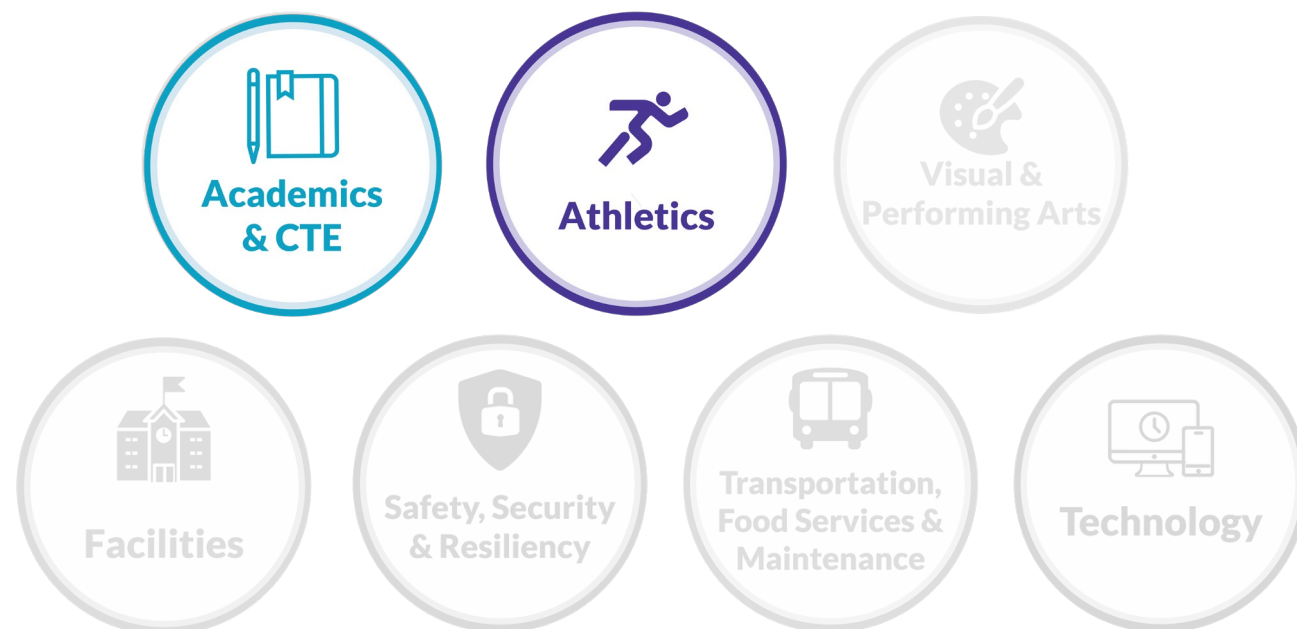 Academics
& CTE
Athletics
Visual &
Performing Arts
Facilities
Safety, Security
& Resiliency
Transportation,
Food Services &
Maintenance
Technology